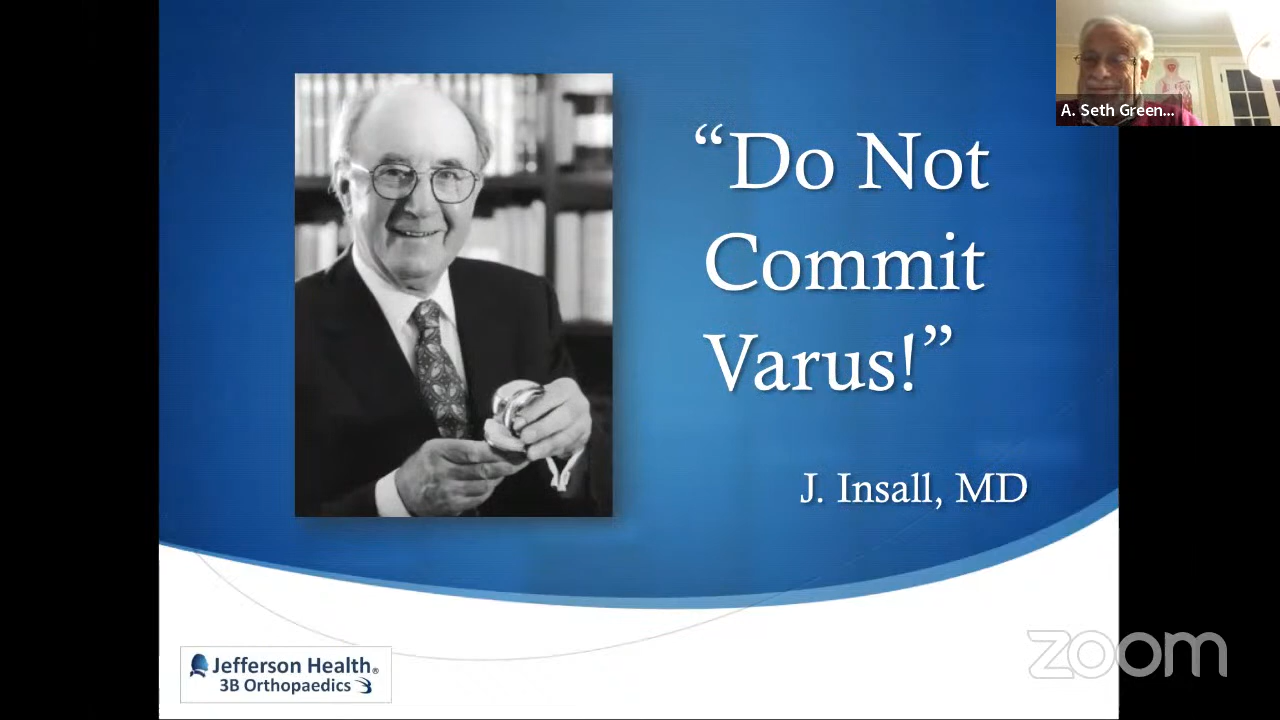 “Do Not
Commit
Varus!”
J. Insall, MD
A. Seth Green...
Jefferson Health®
3B Orthopaedics
zoom